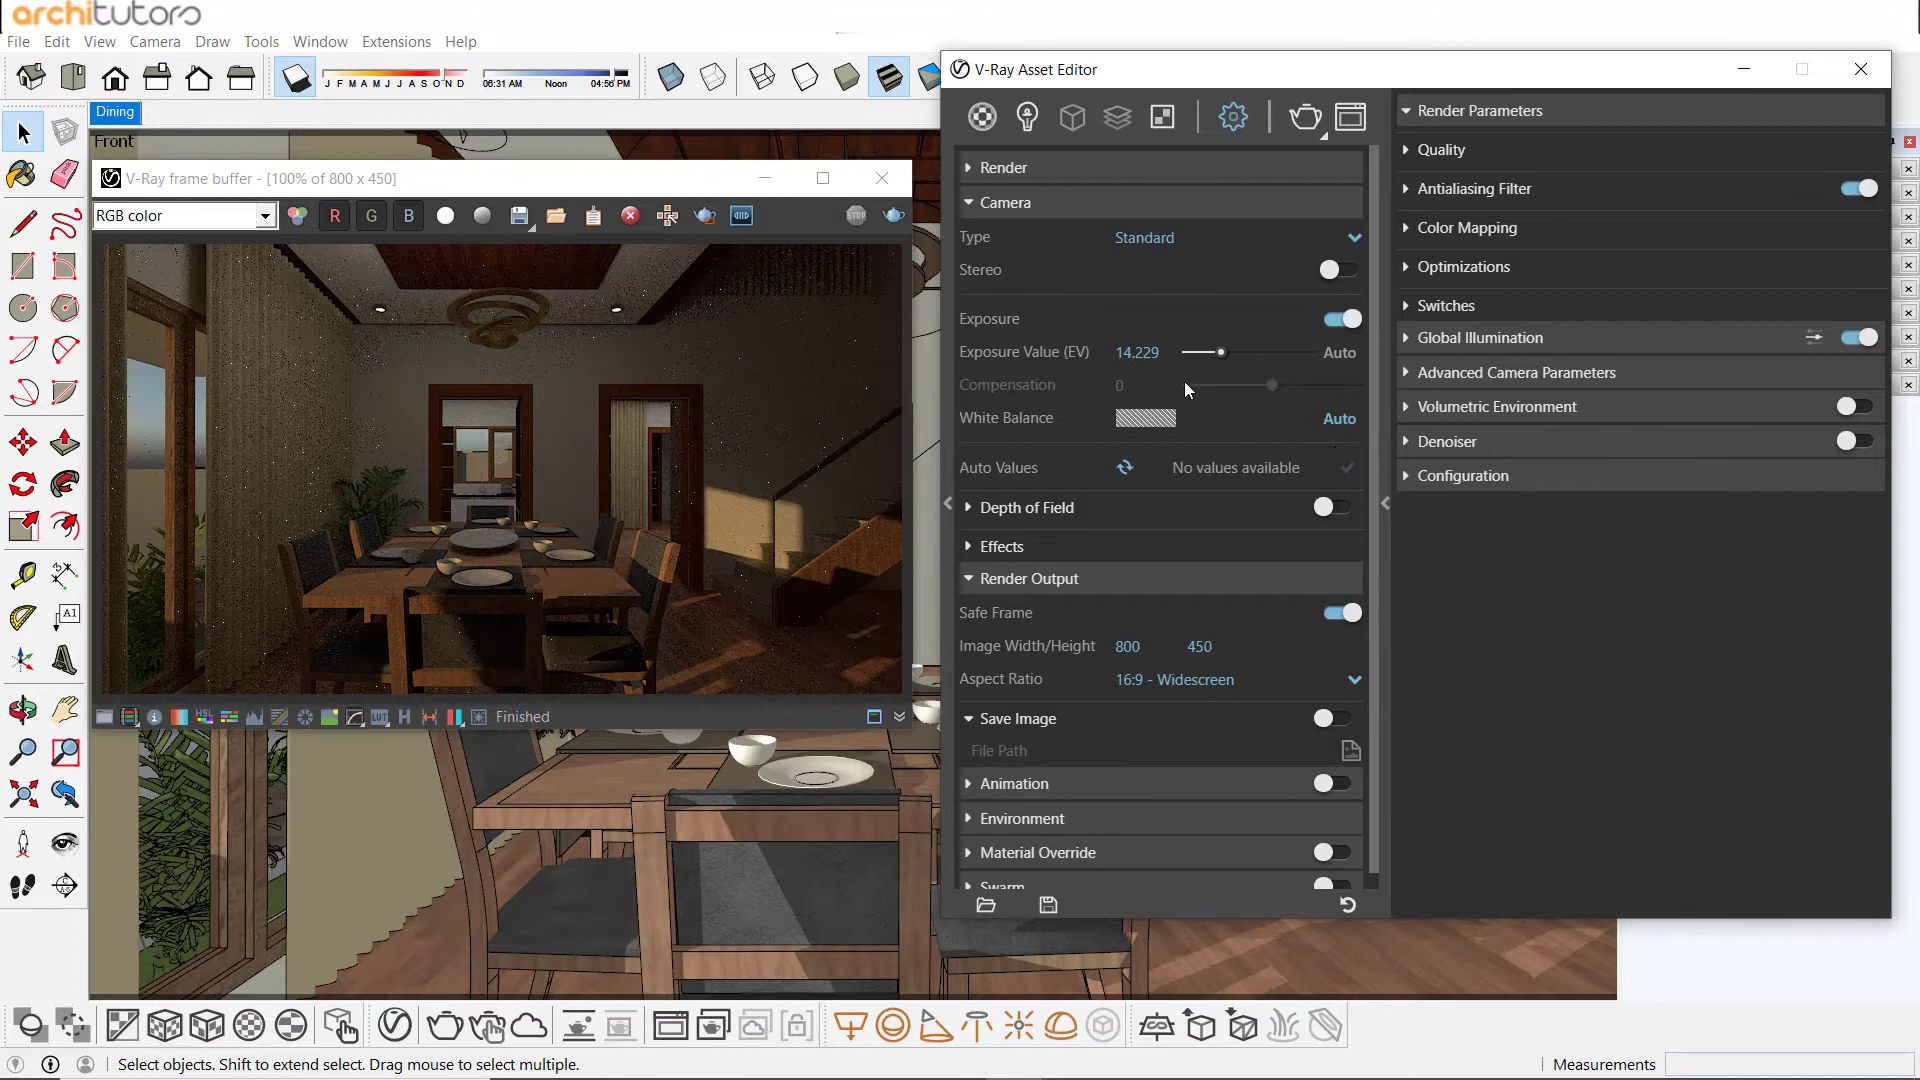 architutors
File Edit View Camera Draw Tools Window Extensions Help
J F M A M J J A S O N D
06:31 AM Noon 04:56 PM
Dining
Front
V-Ray frame buffer - [100% of 800 x 450]
RGB color
R G B
STOP
HSL
LUT
H
Finished
A1
V-Ray Asset Editor
Render
Camera
Type Standard
Stereo
Exposure
Exposure Value (EV) 14.229 Auto
Compensation 0
White Balance Auto
Auto Values No values available
Depth of Field
Effects
Render Output
Safe Frame
Image Width/Height 800 450
Aspect Ratio 16:9 - Widescreen
Save Image
File Path
Animation
Environment
Material Override
Swarm
Render Parameters
Quality
Antialiasing Filter
Color Mapping
Optimizations
Switches
Global Illumination
Advanced Camera Parameters
Volumetric Environment
Denoiser
Configuration
Select objects. Shift to extend select. Drag mouse to select multiple.
Measurements